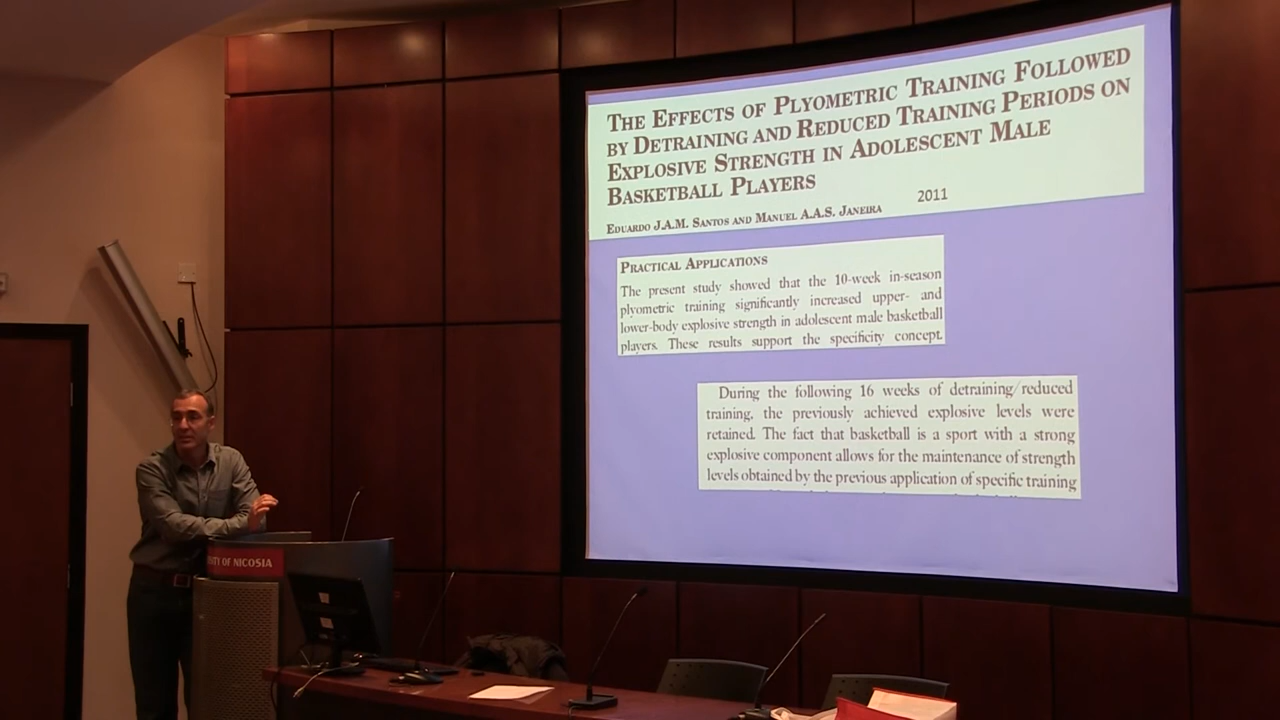 THE EFFECTS OF PLYOMETRIC TRAINING FOLLOWED
BY DETRAINING AND REDUCED TRAINING PERIODS ON
EXPLOSIVE STRENGTH IN ADOLESCENT MALE
BASKETBALL PLAYERS
EDUARDO J.A.M. SANTOS AND MANUEL A.A.S. JANEIRA
2011
PRACTICAL APPLICATIONS
The present study showed that the 10-week in-season
plyometric training significantly increased upper- and
lower-body explosive strength in adolescent male basketball
players. These results support the specificity concept.
During the following 16 weeks of detraining/reduced
training, the previously achieved explosive levels were
retained. The fact that basketball is a sport with a strong
explosive component allows for the maintenance of strength
levels obtained by the previous application of specific training
OF NICOSIA